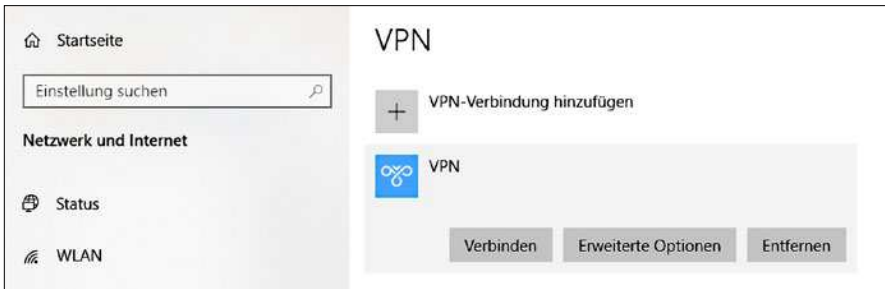 Startseite
Einstellung suchen
Netzwerk und Internet
Status
WLAN
VPN
VPN-Verbindung hinzufügen
VPN
Verbinden Erweiterte Optionen Entfernen